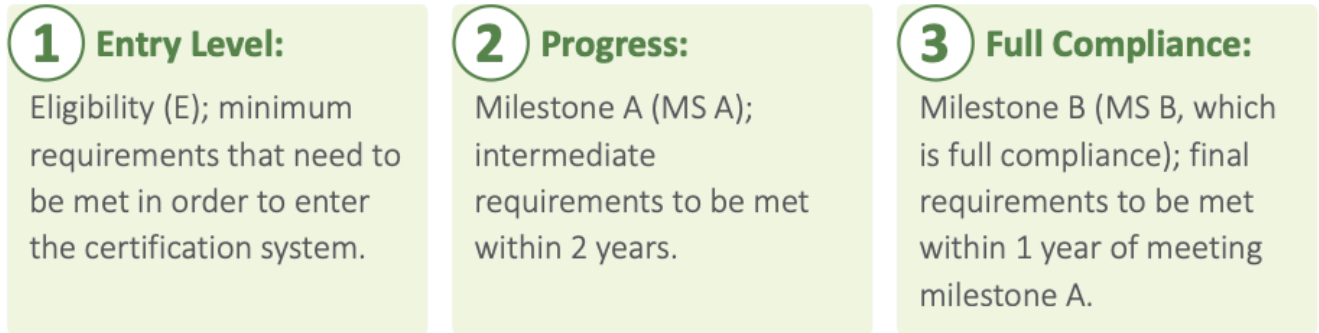 1 Entry Level:
Eligibility (E); minimum
requirements that need to
be met in order to enter
the certification system.
2 Progress:
Milestone A (MS A);
intermediate
requirements to be met
within 2 years.
3 Full Compliance:
Milestone B (MS B, which
is full compliance); final
requirements to be met
within 1 year of meeting
milestone A.